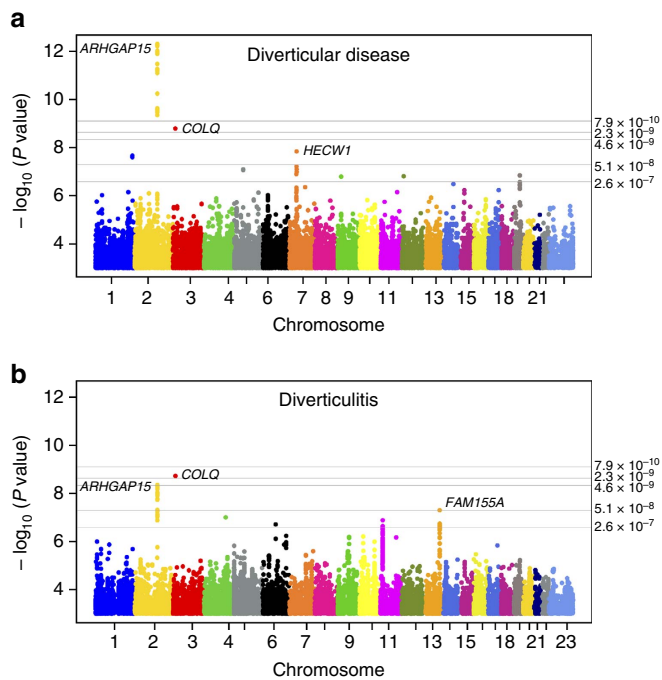 a
Diverticular disease
ARHGAP15
COLQ
HECW1
− log10 (P value)
12
10
8
6
4
7.9 × 10−10
2.3 × 10−9
4.6 × 10−9
5.1 × 10−8
2.6 × 10−7
1 2 3 4 6 7 8 9 11 13 15 18 21
Chromosome
b
Diverticulitis
COLQ
ARHGAP15
FAM155A
− log10 (P value)
12
10
8
6
4
7.9 × 10−10
2.3 × 10−9
4.6 × 10−9
5.1 × 10−8
2.6 × 10−7
1 2 3 4 6 7 9 11 13 15 18 21 23
Chromosome